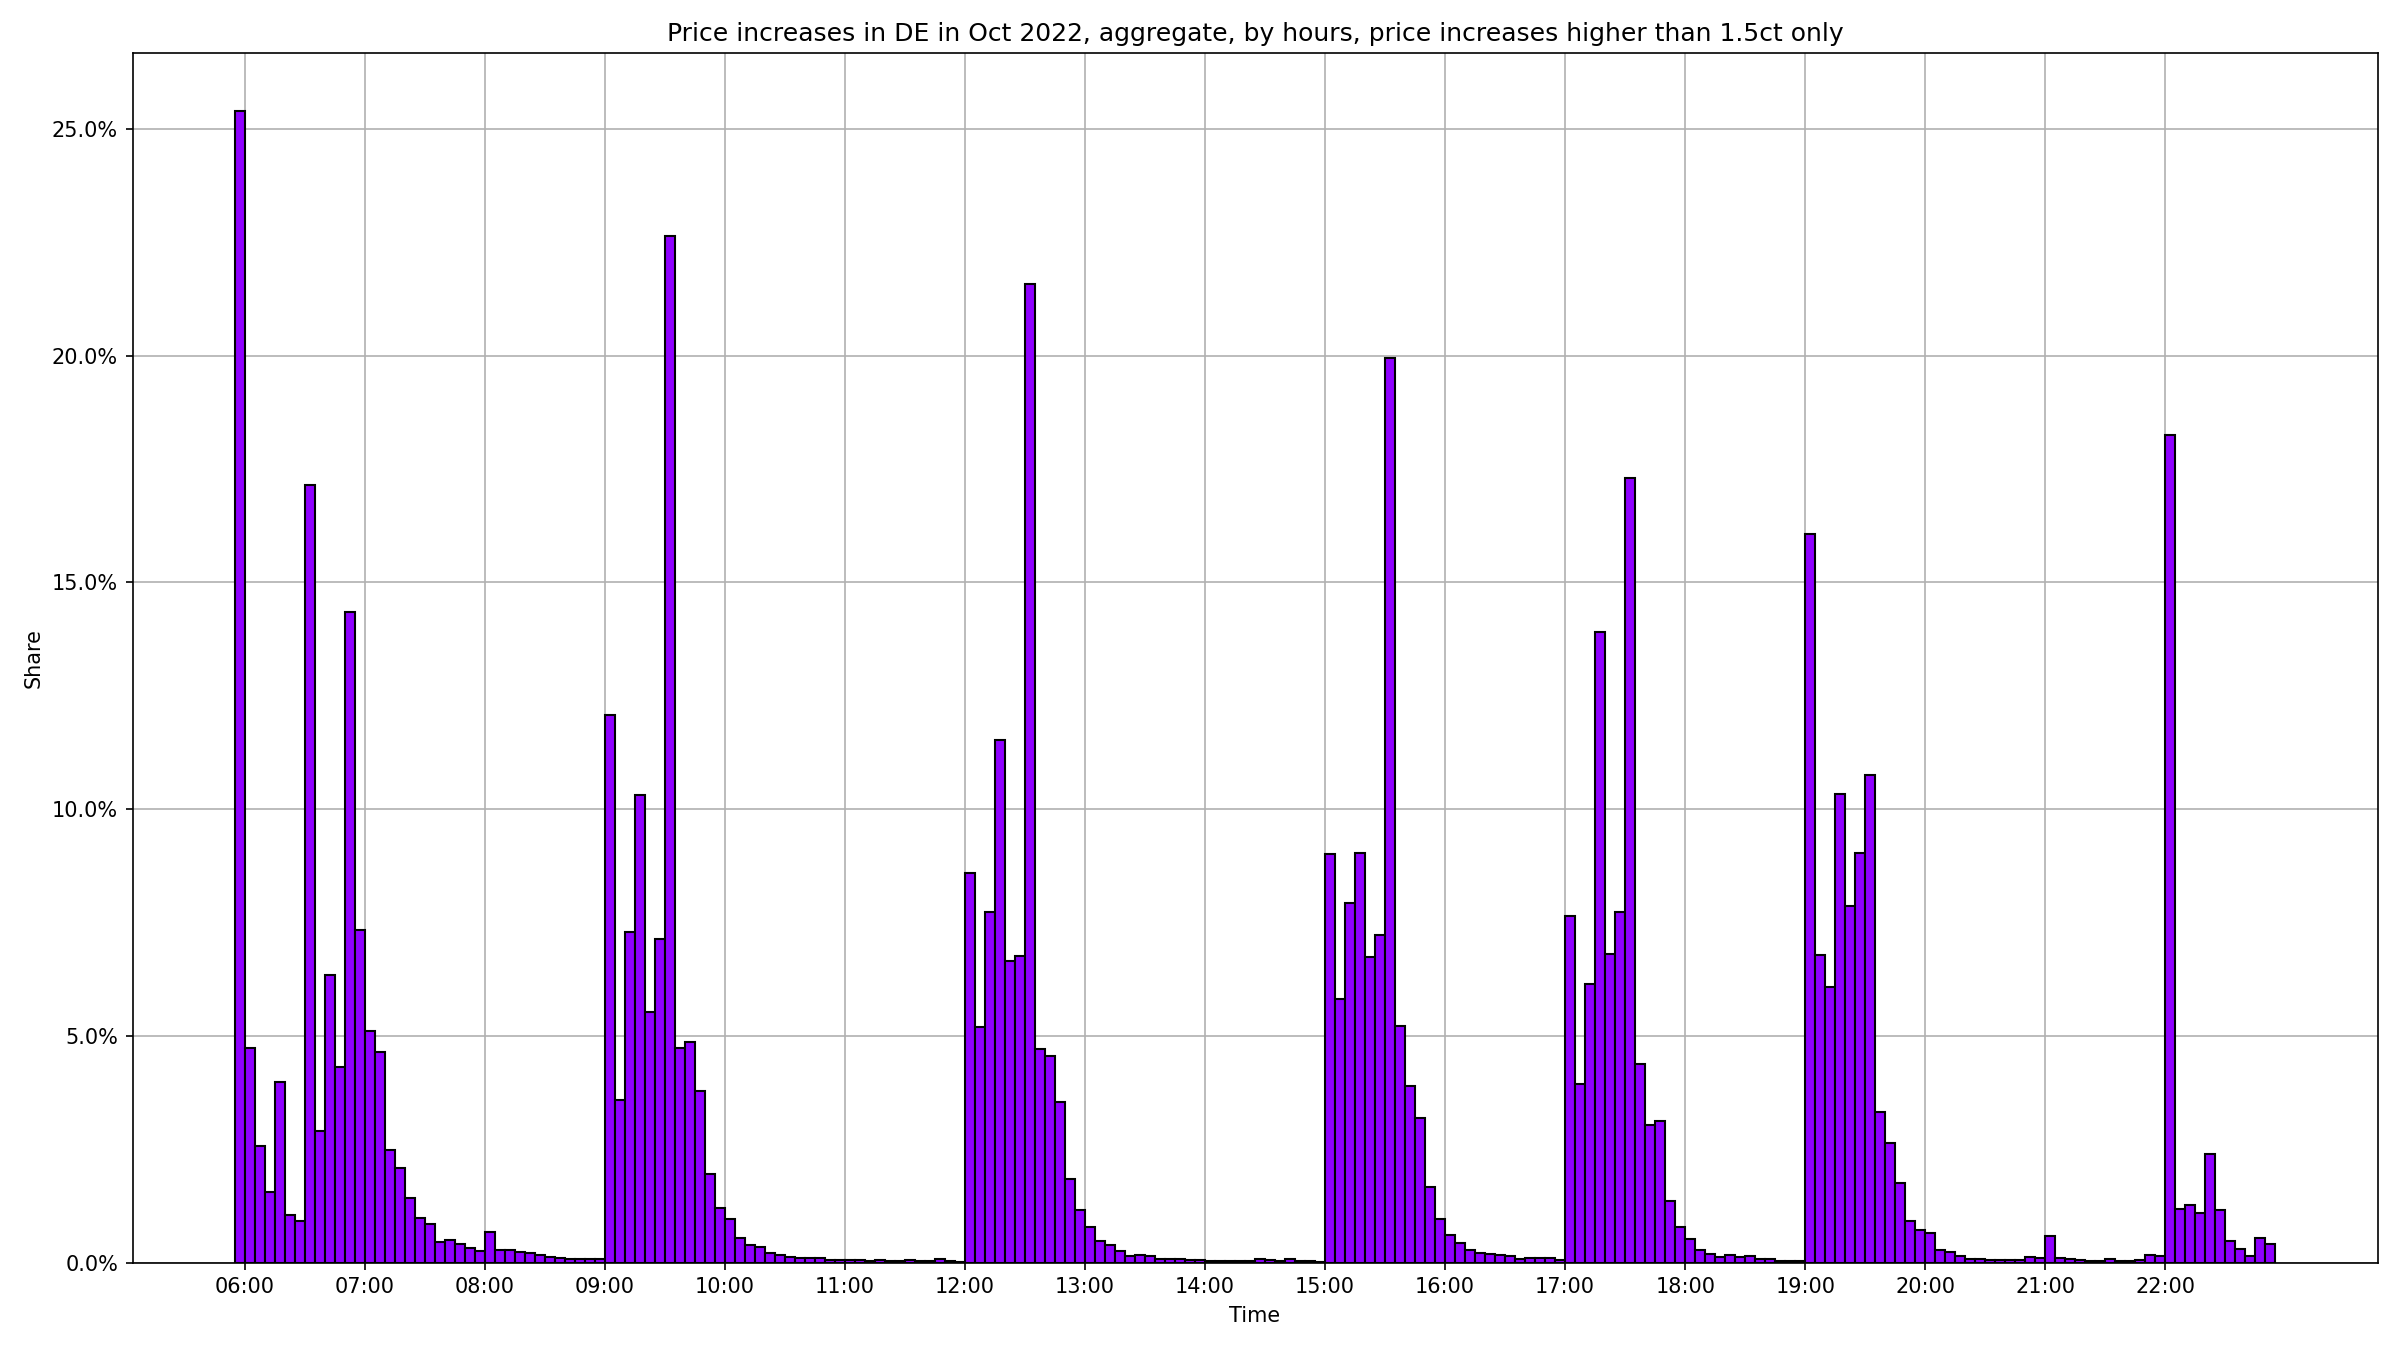 Price increases in DE in Oct 2022, aggregate, by hours, price increases higher than 1.5ct only
25.0%
20.0%
15.0%
10.0%
5.0%
0.0%
Share
06:00 07:00 08:00 09:00 10:00 11:00 12:00 13:00 14:00 15:00 16:00 17:00 18:00 19:00 20:00 21:00 22:00
Time